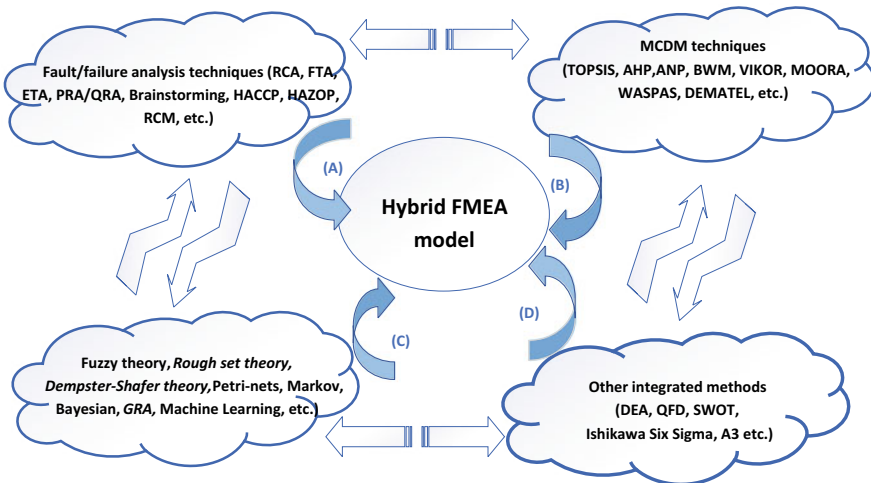 Fault/failure analysis techniques (RCA, FTA,
ETA, PRA/QRA, Brainstorming, HACCP, HAZOP,
RCM, etc.)
MCDM techniques
(TOPSIS, AHP,ANP, BWM, VIKOR, MOORA,
WASPAS, DEMATEL, etc.)
(A)
(B)
Hybrid FMEA
model
(C)
(D)
Fuzzy theory, Rough set theory,
Dempster-Shafer theory, Petri-nets, Markov,
Bayesian, GRA, Machine Learning, etc.)
Other integrated methods
(DEA, QFD, SWOT,
Ishikawa Six Sigma, A3 etc.)